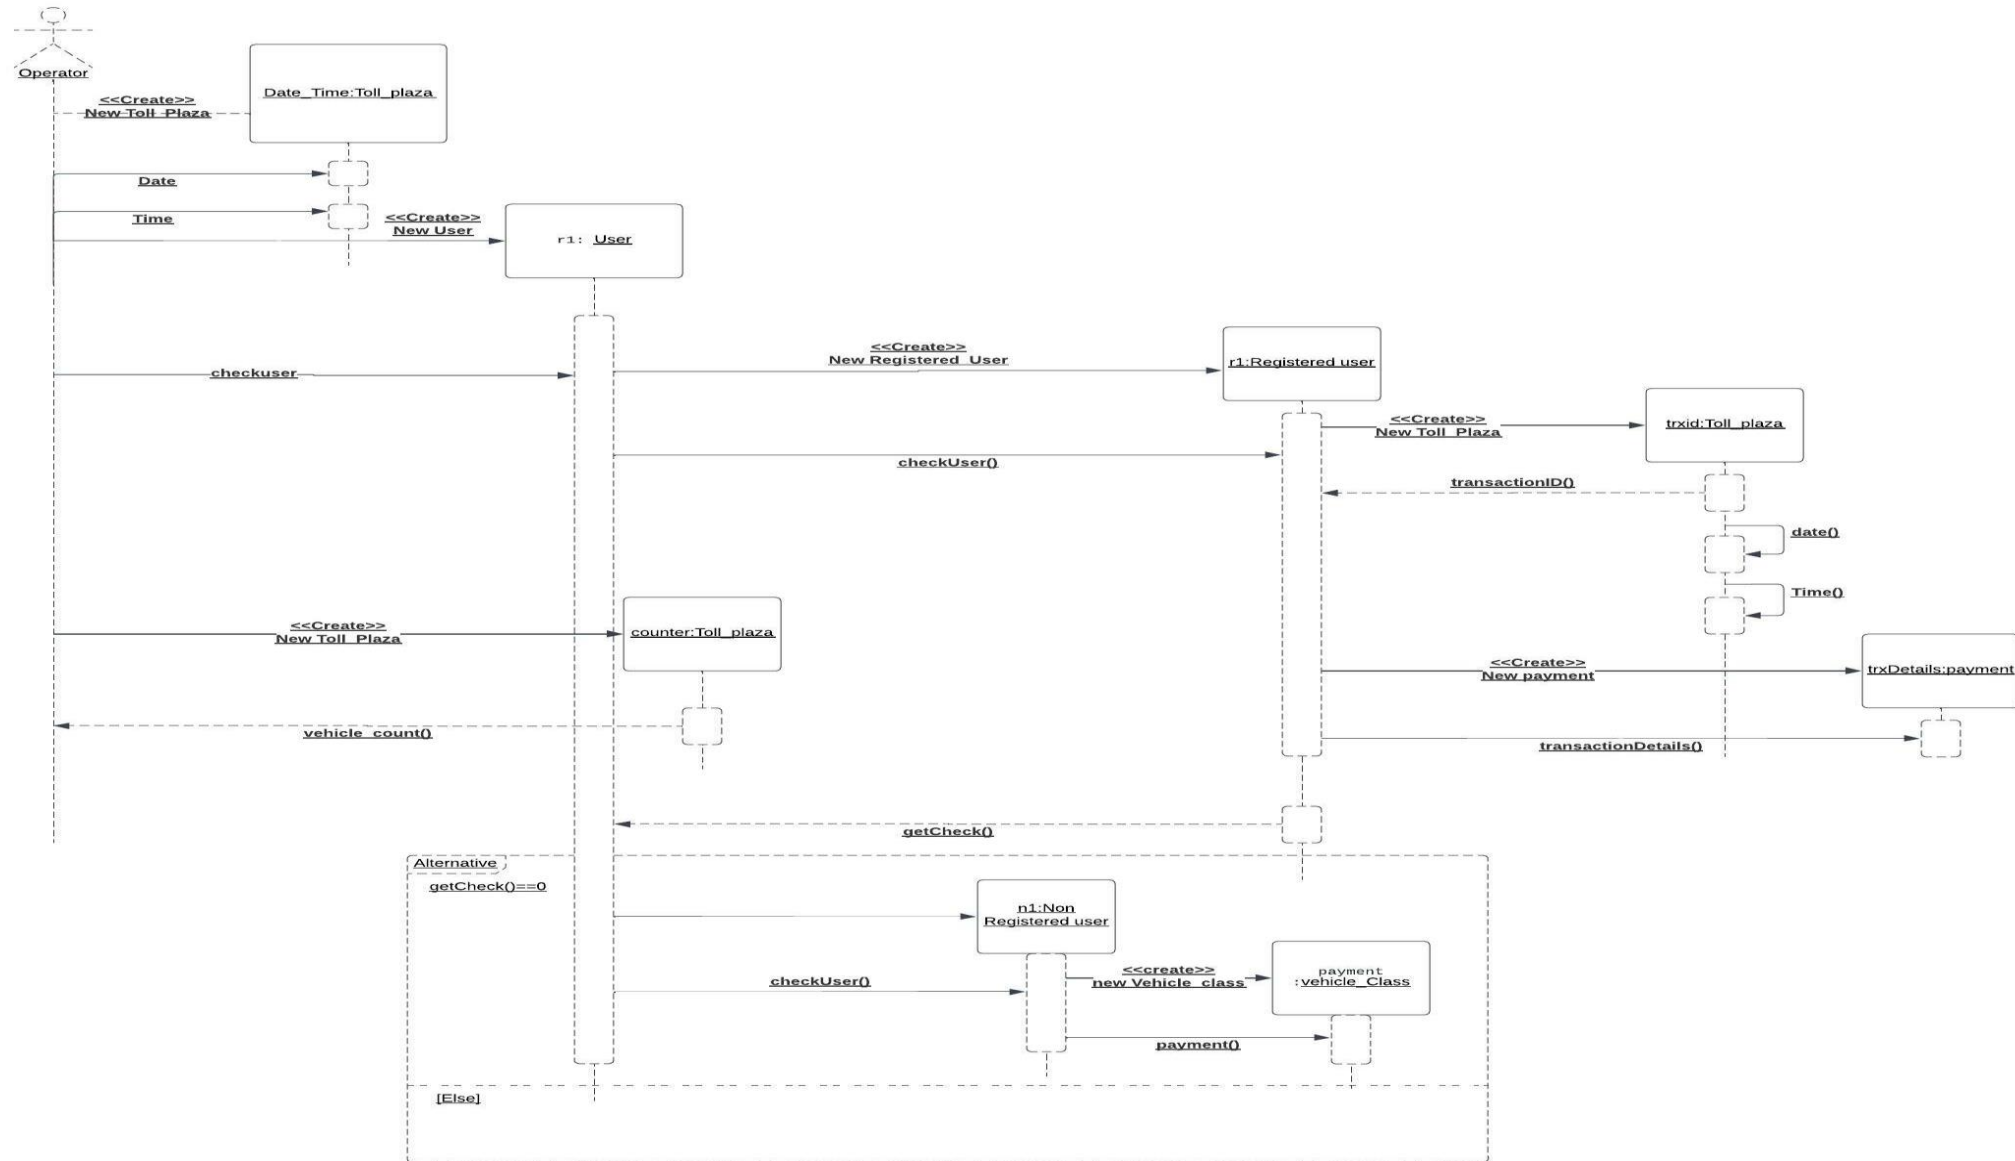 Operator
Date_Time:Toll_plaza
<<Create>>
New Toll_Plaza
Date
Time
<<Create>>
New User
r1: User
<<Create>>
New Registered_User
r1:Registered user
checkuser
<<Create>>
New Toll_Plaza
trxid:Toll_plaza
checkUser()
transactionID()
date()
Time()
<<Create>>
New Toll_Plaza
counter:Toll_plaza
<<Create>>
New payment
trxDetails:payment
vehicle_count()
transactionDetails()
getCheck()
Alternative
getCheck()==0
n1:Non
Registered user
checkUser()
<<create>>
new Vehicle_class
payment
:vehicle_Class
payment()
[Else]